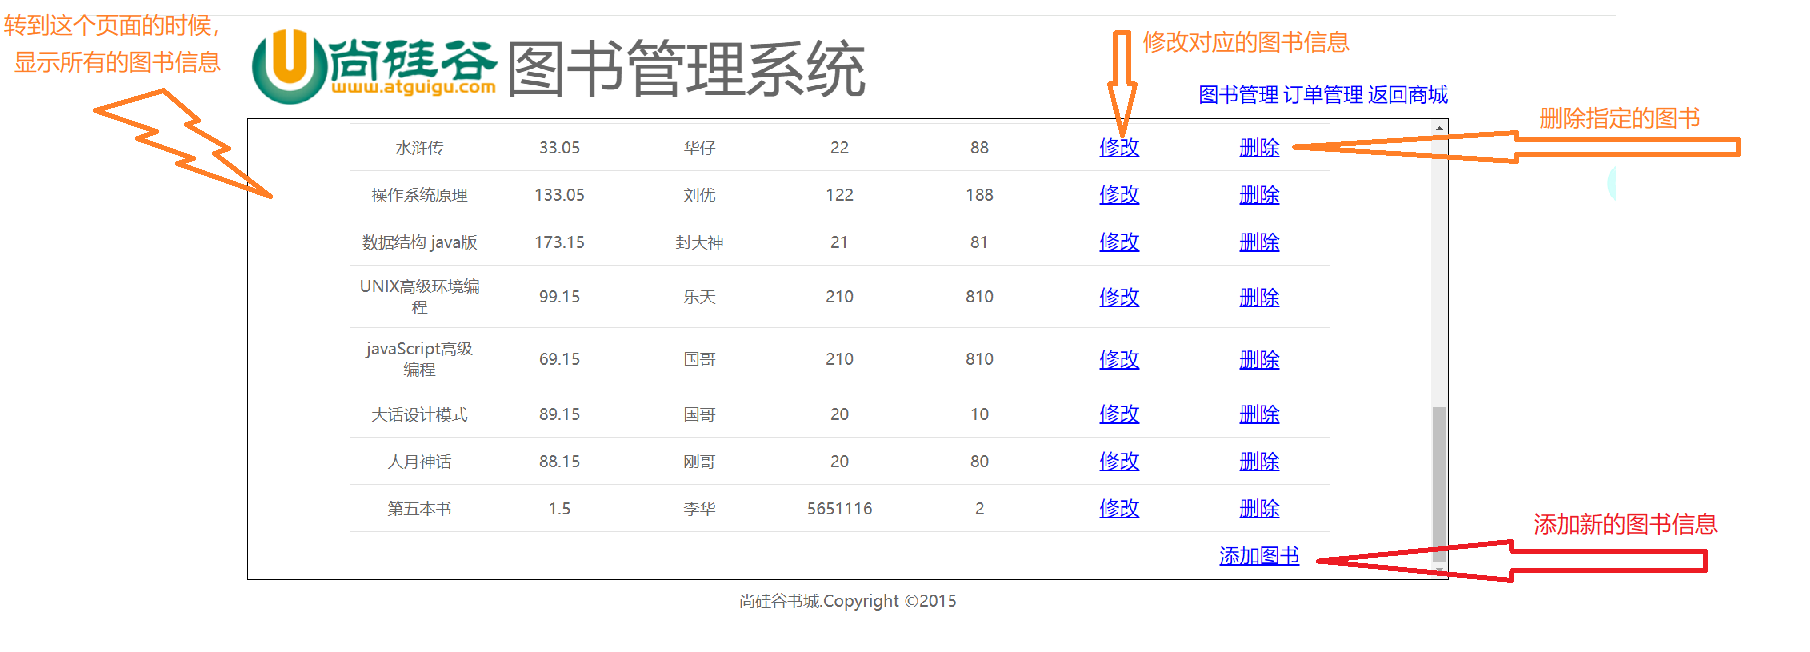 转到这个页面的时候，
显示所有的图书信息
尚硅谷
www.atguigu.com
图书管理系统
修改对应的图书信息
图书管理 订单管理 返回商城
删除指定的图书
水浒传 33.05 华仔 22 88 修改 删除
操作系统原理 133.05 刘优 122 188 修改 删除
数据结构 java版 173.15 封大神 21 81 修改 删除
UNIX高级环境编
程 99.15 乐天 210 810 修改 删除
javaScript高级
编程 69.15 国哥 210 810 修改 删除
大话设计模式 89.15 国哥 20 10 修改 删除
人月神话 88.15 刚哥 20 80 修改 删除
第五本书 1.5 李华 5651116 2 修改 删除
添加新的图书信息
添加图书
尚硅谷书城.Copyright ©2015